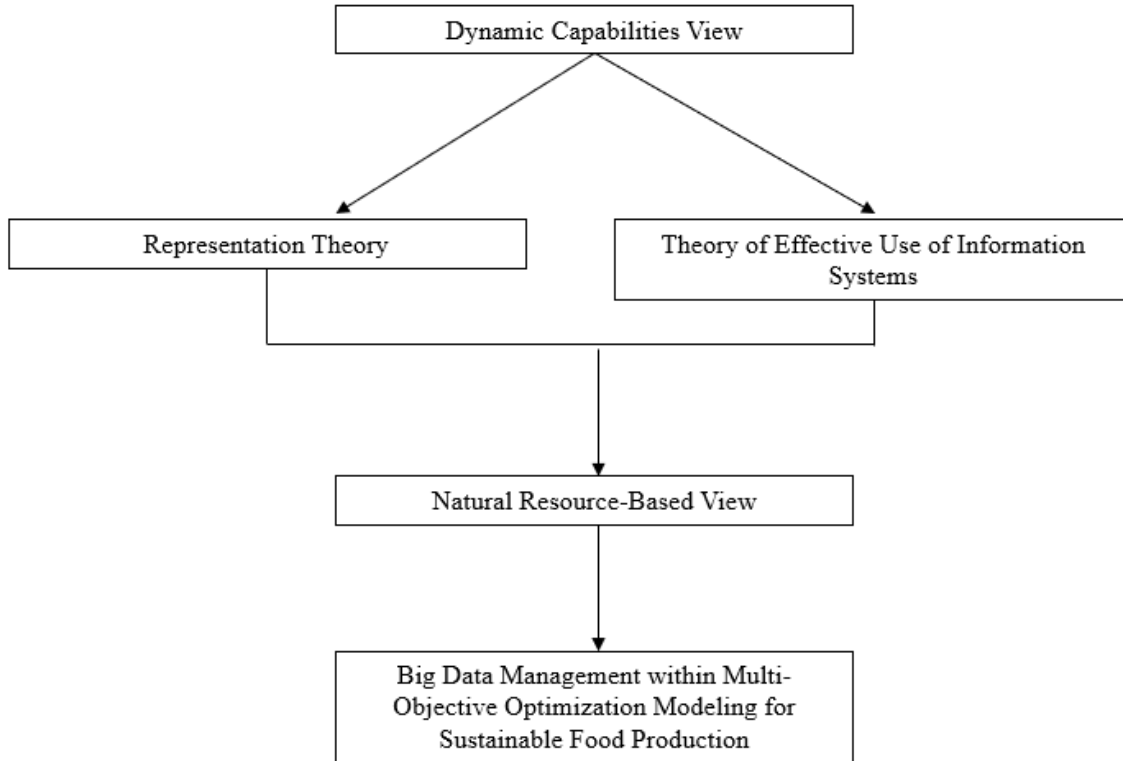 Dynamic Capabilities View
Representation Theory
Theory of Effective Use of Information
Systems
Natural Resource-Based View
Big Data Management within Multi-
Objective Optimization Modeling for
Sustainable Food Production